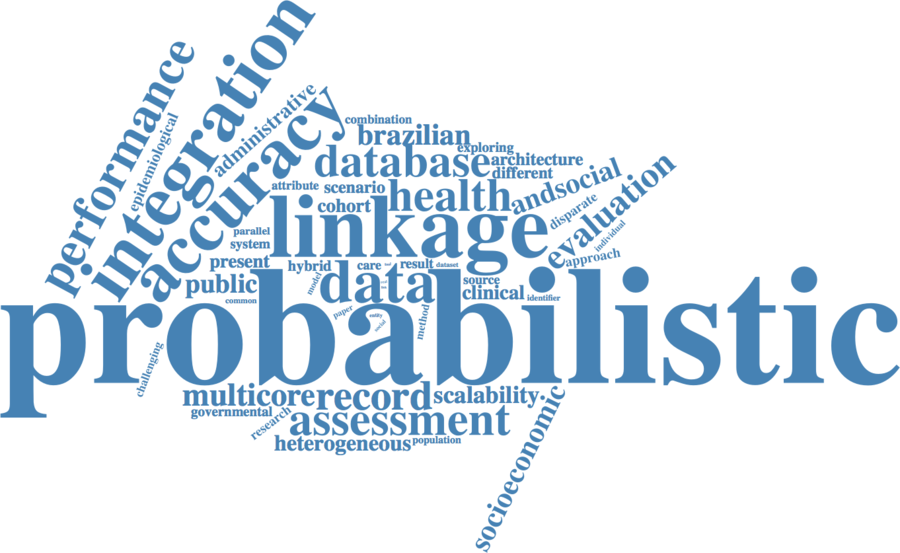 performance
epidemiological
integration
administrative
accuracy
combination
brazilian
exploring
database
architecture
different
attribute
scenario
health
andsocial
disparate
evaluation
individual
approach
cohort
linkage
parallel
system
present
hybrid
care
result
dataset
public
model
data
source
clinical
identifier
common
paper
entity
social
method
probabilistic
challenging
multicore
record
scalability
governmental
research
assessment
heterogeneous
population
socioeconomic